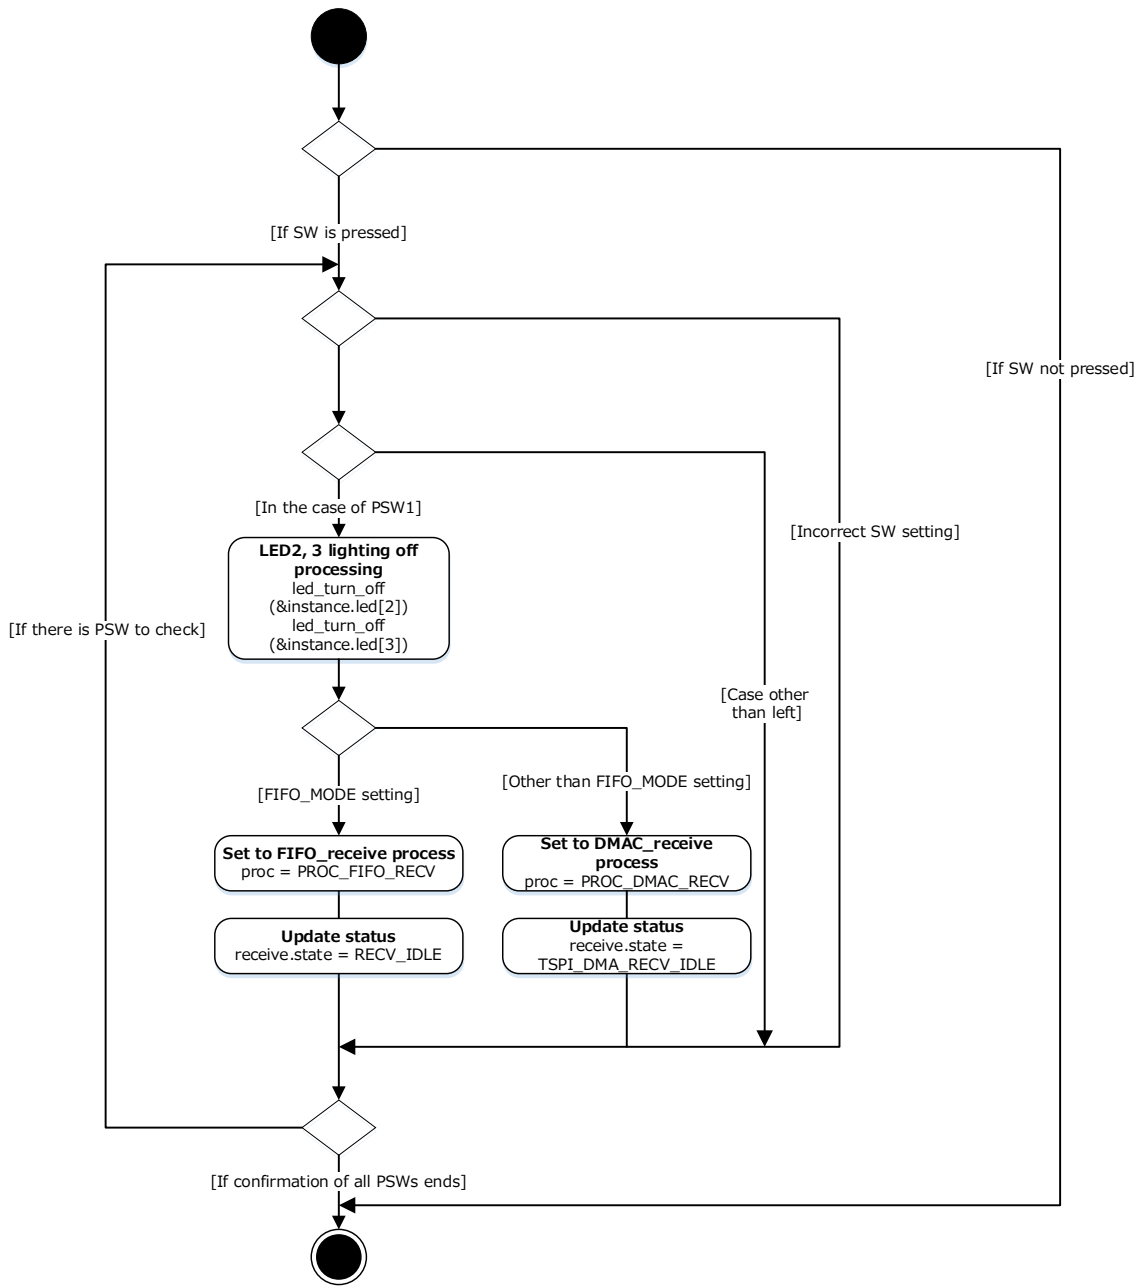 [If SW is pressed]
[If SW not pressed]
[In the case of PSW1]
[Incorrect SW setting]
LED2, 3 lighting off
processing
led_turn_off
(&instance.led[2])
led_turn_off
(&instance.led[3])
[If there is PSW to check]
[Case other
than left]
[FIFO_MODE setting]
[Other than FIFO_MODE setting]
Set to FIFO_receive process
proc = PROC_FIFO_RECV
Set to DMAC_receive
process
proc = PROC_DMAC_RECV
Update status
receive.state = RECV_IDLE
Update status
receive.state =
TSPI_DMA_RECV_IDLE
[If confirmation of all PSWs ends]